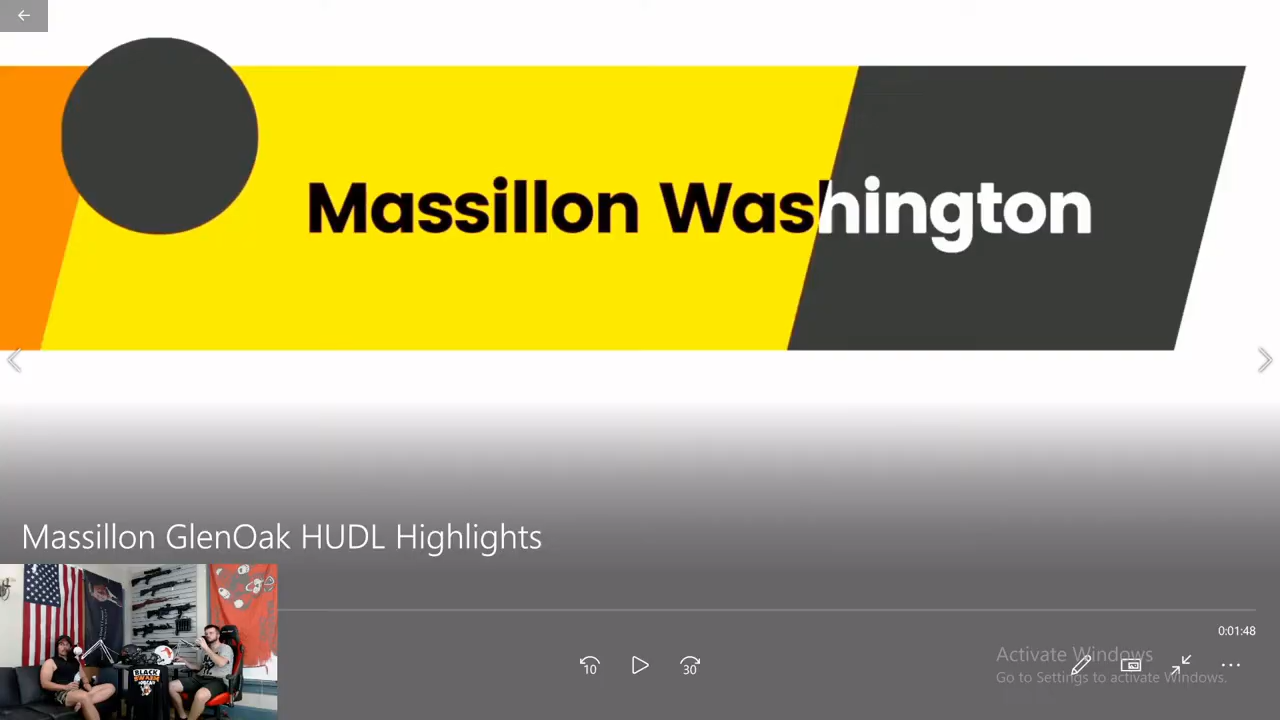 Massillon Washington
Massillon GlenOak HUDL Highlights
0:01:48
10
30
Activate Windows
Go to Settings to activate Windows.
BLACK